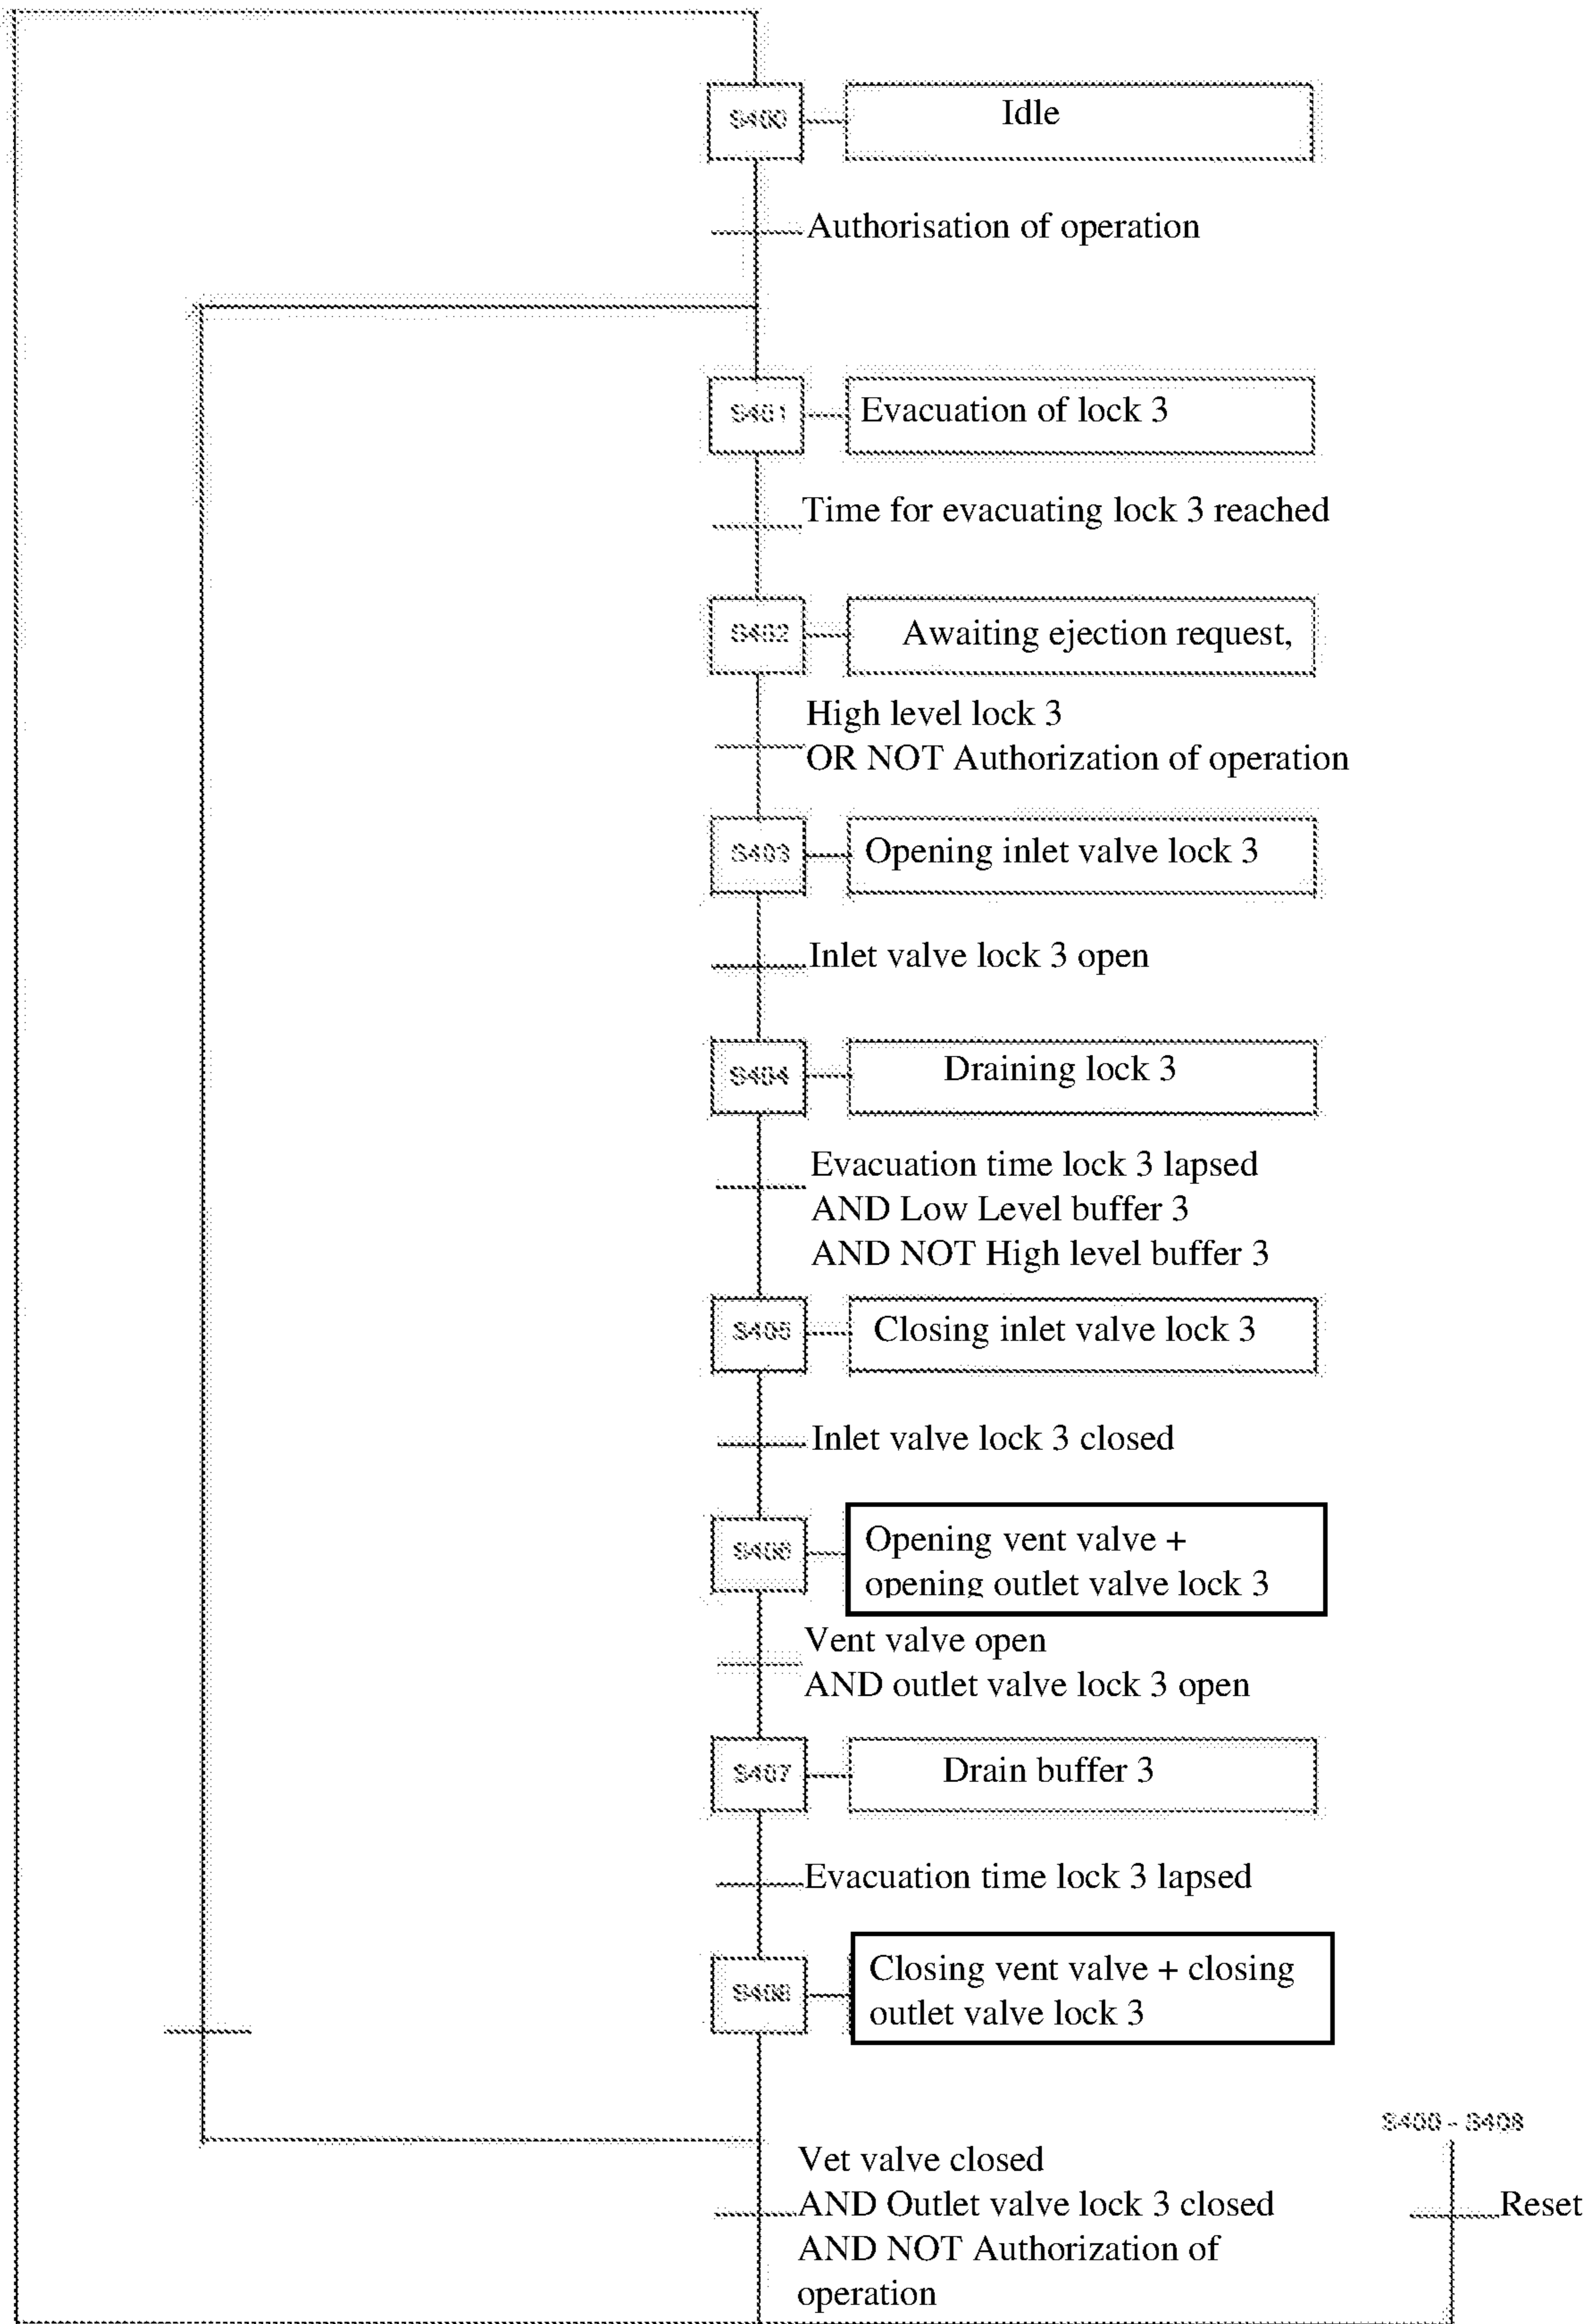 S400
Idle
Authorisation of operation
S401
Evacuation of lock 3
Time for evacuating lock 3 reached
S402
Awaiting ejection request,
High level lock 3
OR NOT Authorization of operation
S403
Opening inlet valve lock 3
Inlet valve lock 3 open
S404
Draining lock 3
Evacuation time lock 3 lapsed
AND Low Level buffer 3
AND NOT High level buffer 3
S405
Closing inlet valve lock 3
Inlet valve lock 3 closed
S406
Opening vent valve +
opening outlet valve lock 3
Vent valve open
AND outlet valve lock 3 open
S407
Drain buffer 3
Evacuation time lock 3 lapsed
S408
Closing vent valve + closing
outlet valve lock 3
S400 - S408
Vet valve closed
AND Outlet valve lock 3 closed
Reset
AND NOT Authorization of
operation